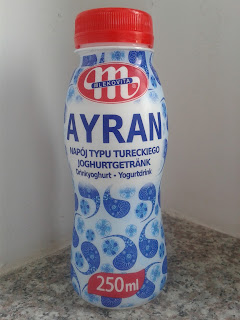 m
MLEKOVITA
AYRAN
NAPÓJ TYPU TURECKIEGO
JOGHURTGETRÄNK
Drinkyoghurt • Yogurtdrink
250ml